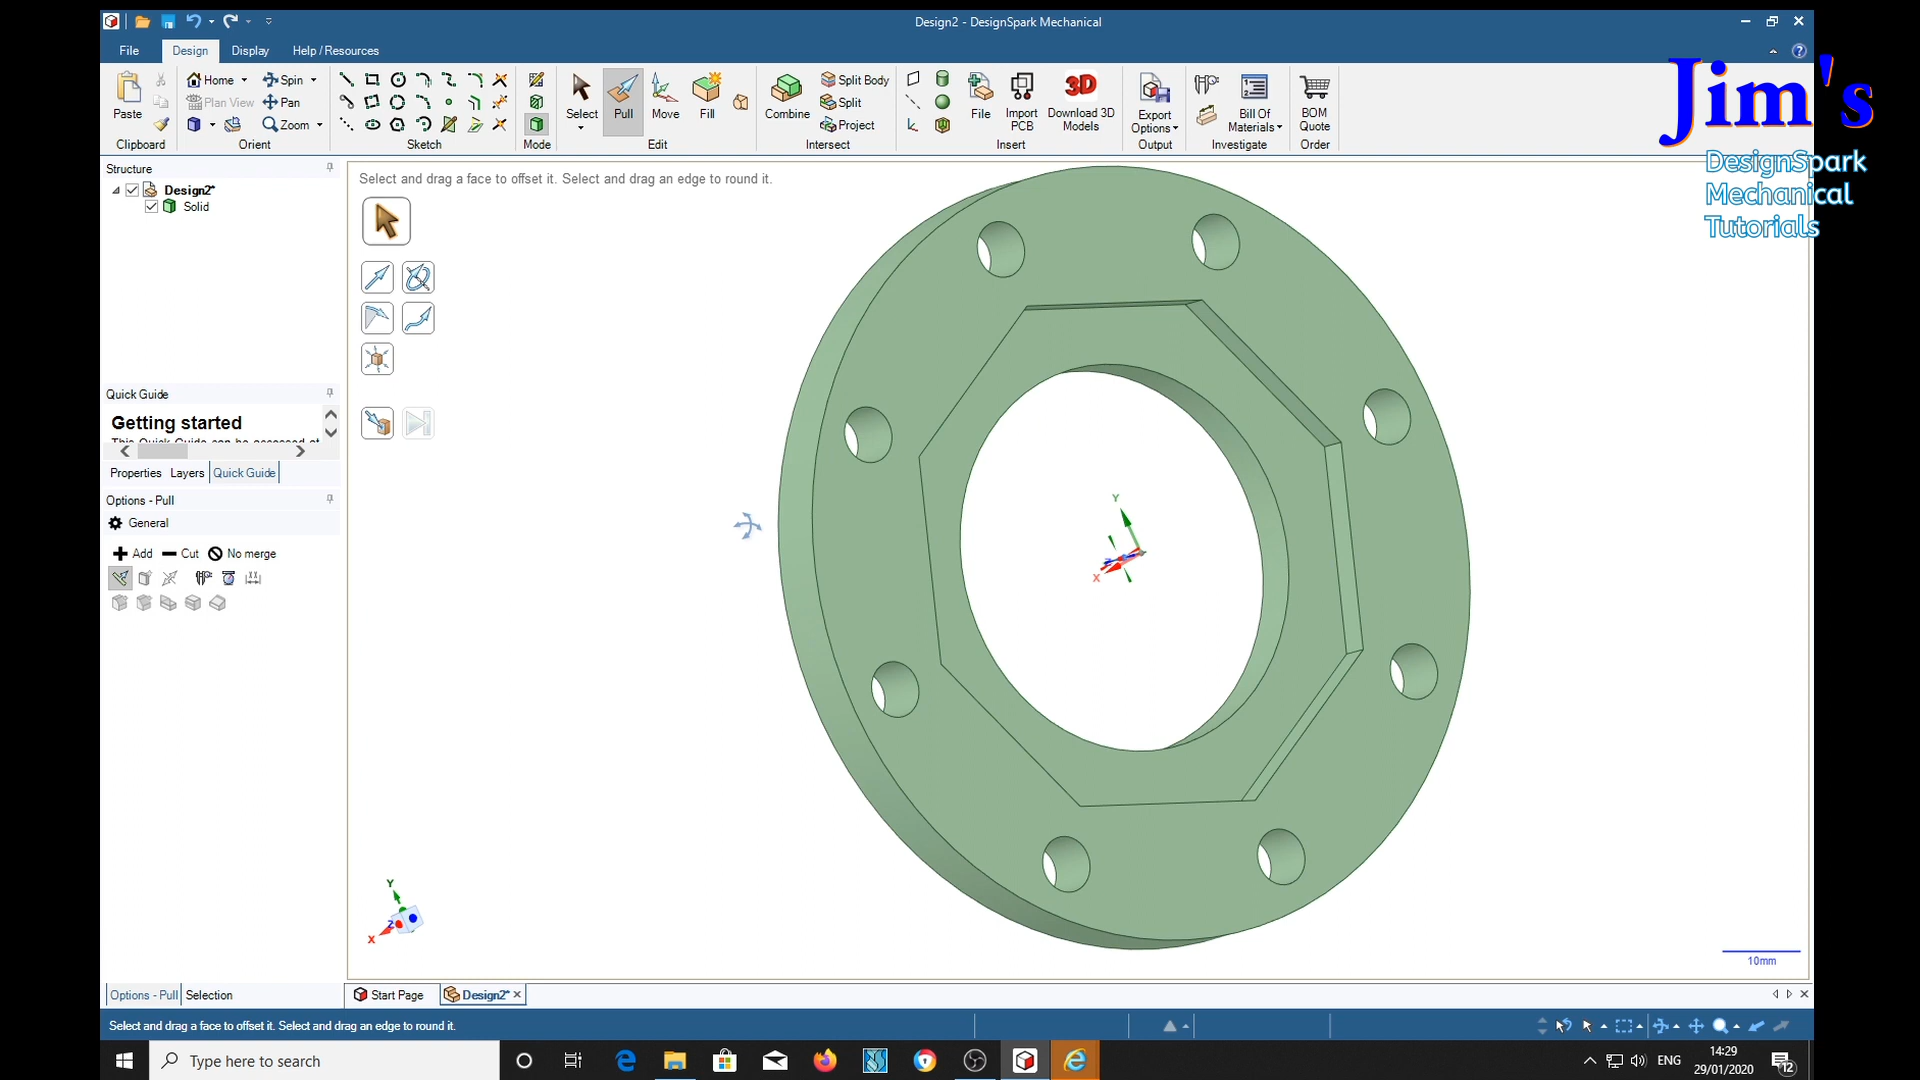 Design2 - DesignSpark Mechanical
File Design Display Help / Resources
Jim's
DesignSpark
Mechanical
Tutorials
Paste
Clipboard
Home Spin
Plan View Pan
Zoom
Orient
Sketch
Mode
Select Pull Move Fill
Edit
Combine
Split Body
Split
Project
Intersect
File Import PCB Download 3D Models
3D
Insert
Export Options
Output
Bill Of Materials
Investigate
BOM Quote
Order
Structure
Design2*
Solid
Quick Guide
Getting started
Properties Layers Quick Guide
Options - Pull
General
Add Cut No merge
Select and drag a face to offset it. Select and drag an edge to round it.
Y
X
Y
Z
X
10mm
Options - Pull Selection
Start Page Design2*
Select and drag a face to offset it. Select and drag an edge to round it.
Type here to search
ENG
14:29
29/01/2020
12